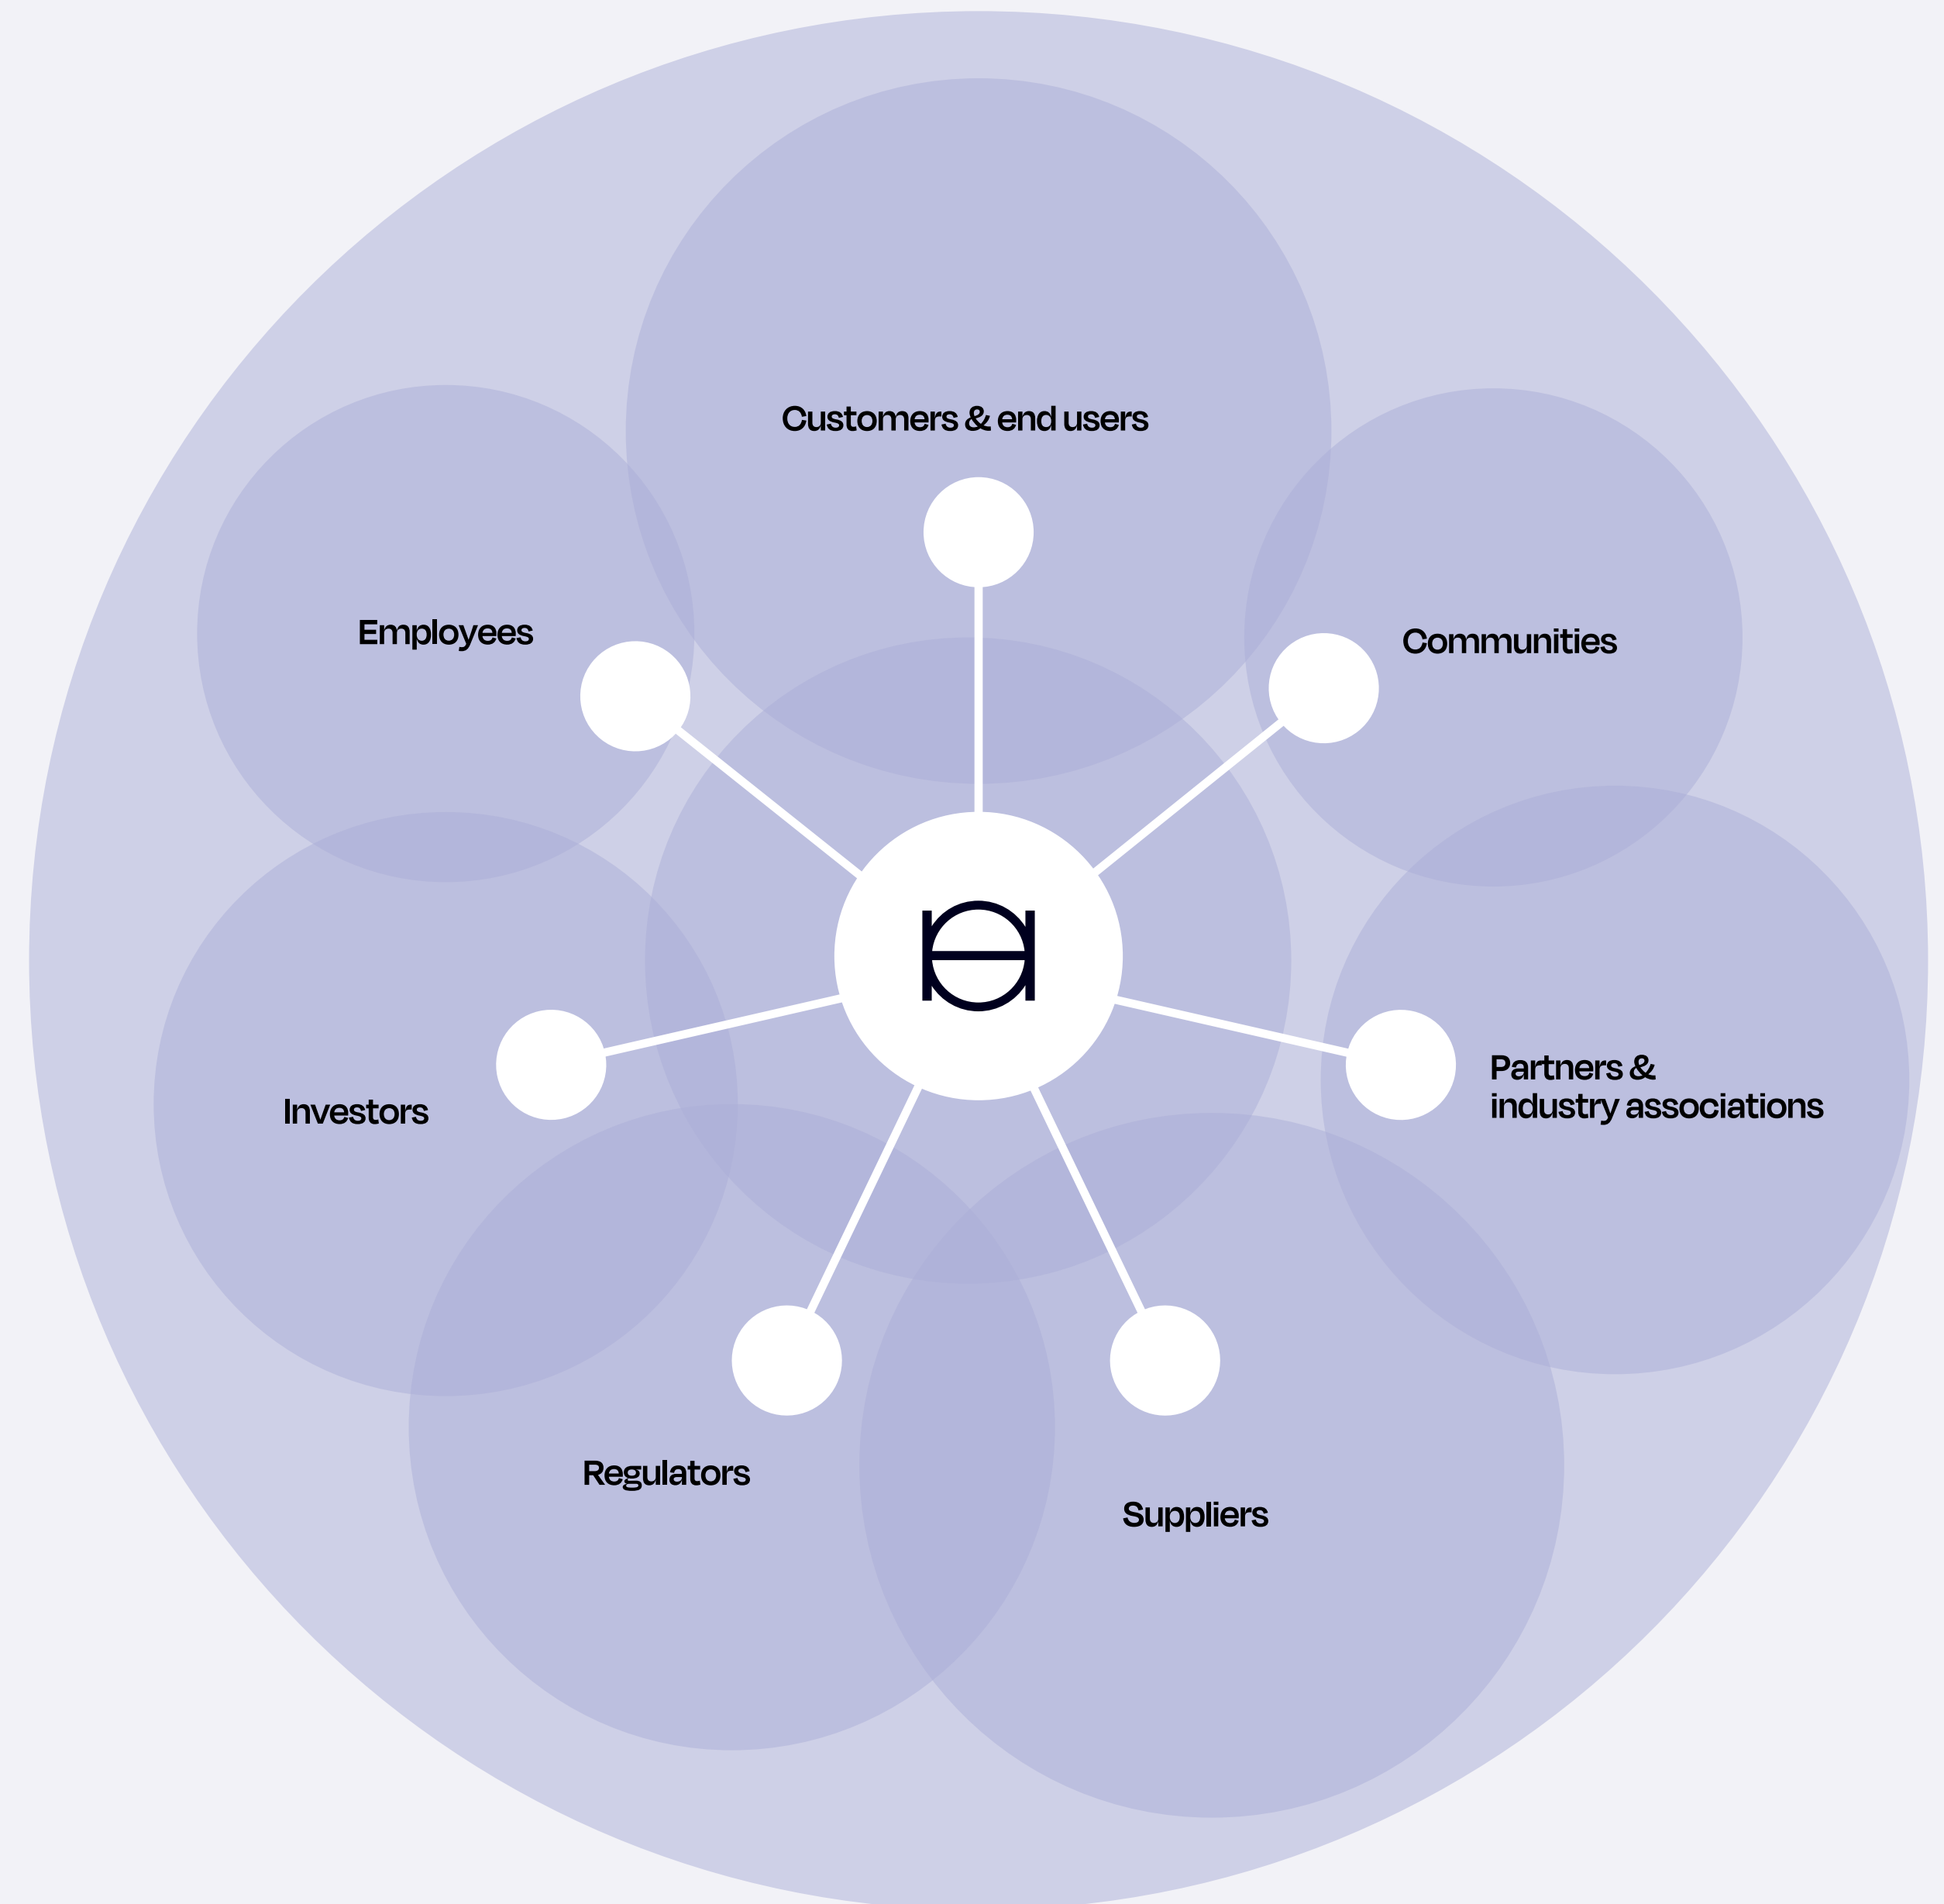 Customers & end users
Employees
Communities
Partners &
industry associations
Investors
Regulators
Suppliers